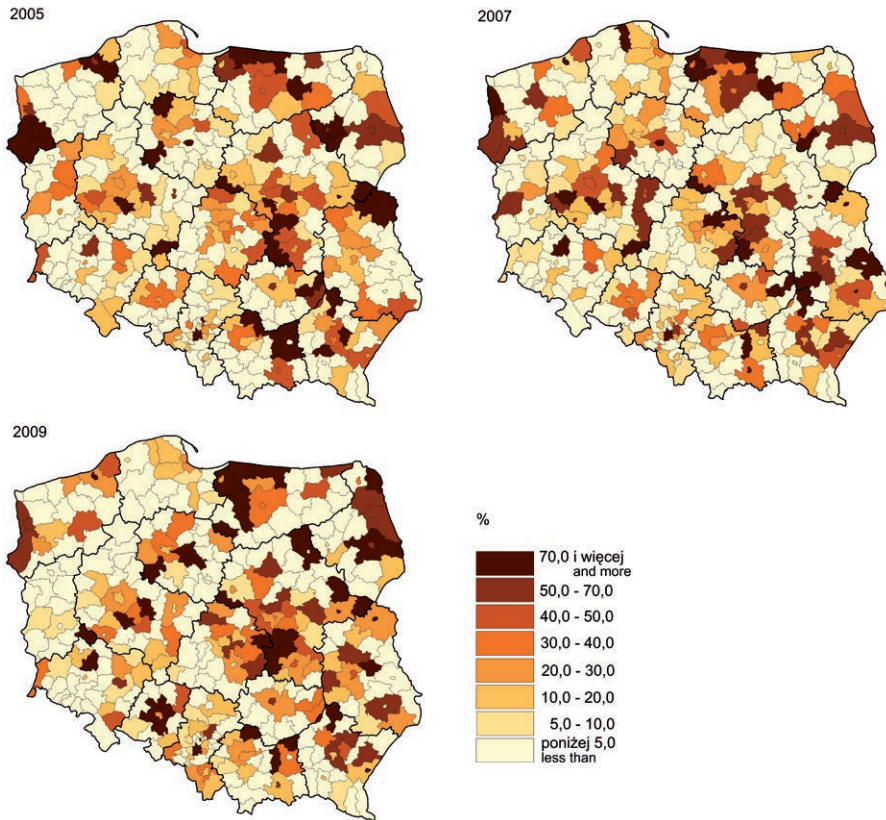 2005
2007
2009
%
70,0 i więcej
and more
50,0 - 70,0
40,0 - 50,0
30,0 - 40,0
20,0 - 30,0
10,0 - 20,0
5,0 - 10,0
poniżej 5,0
less than